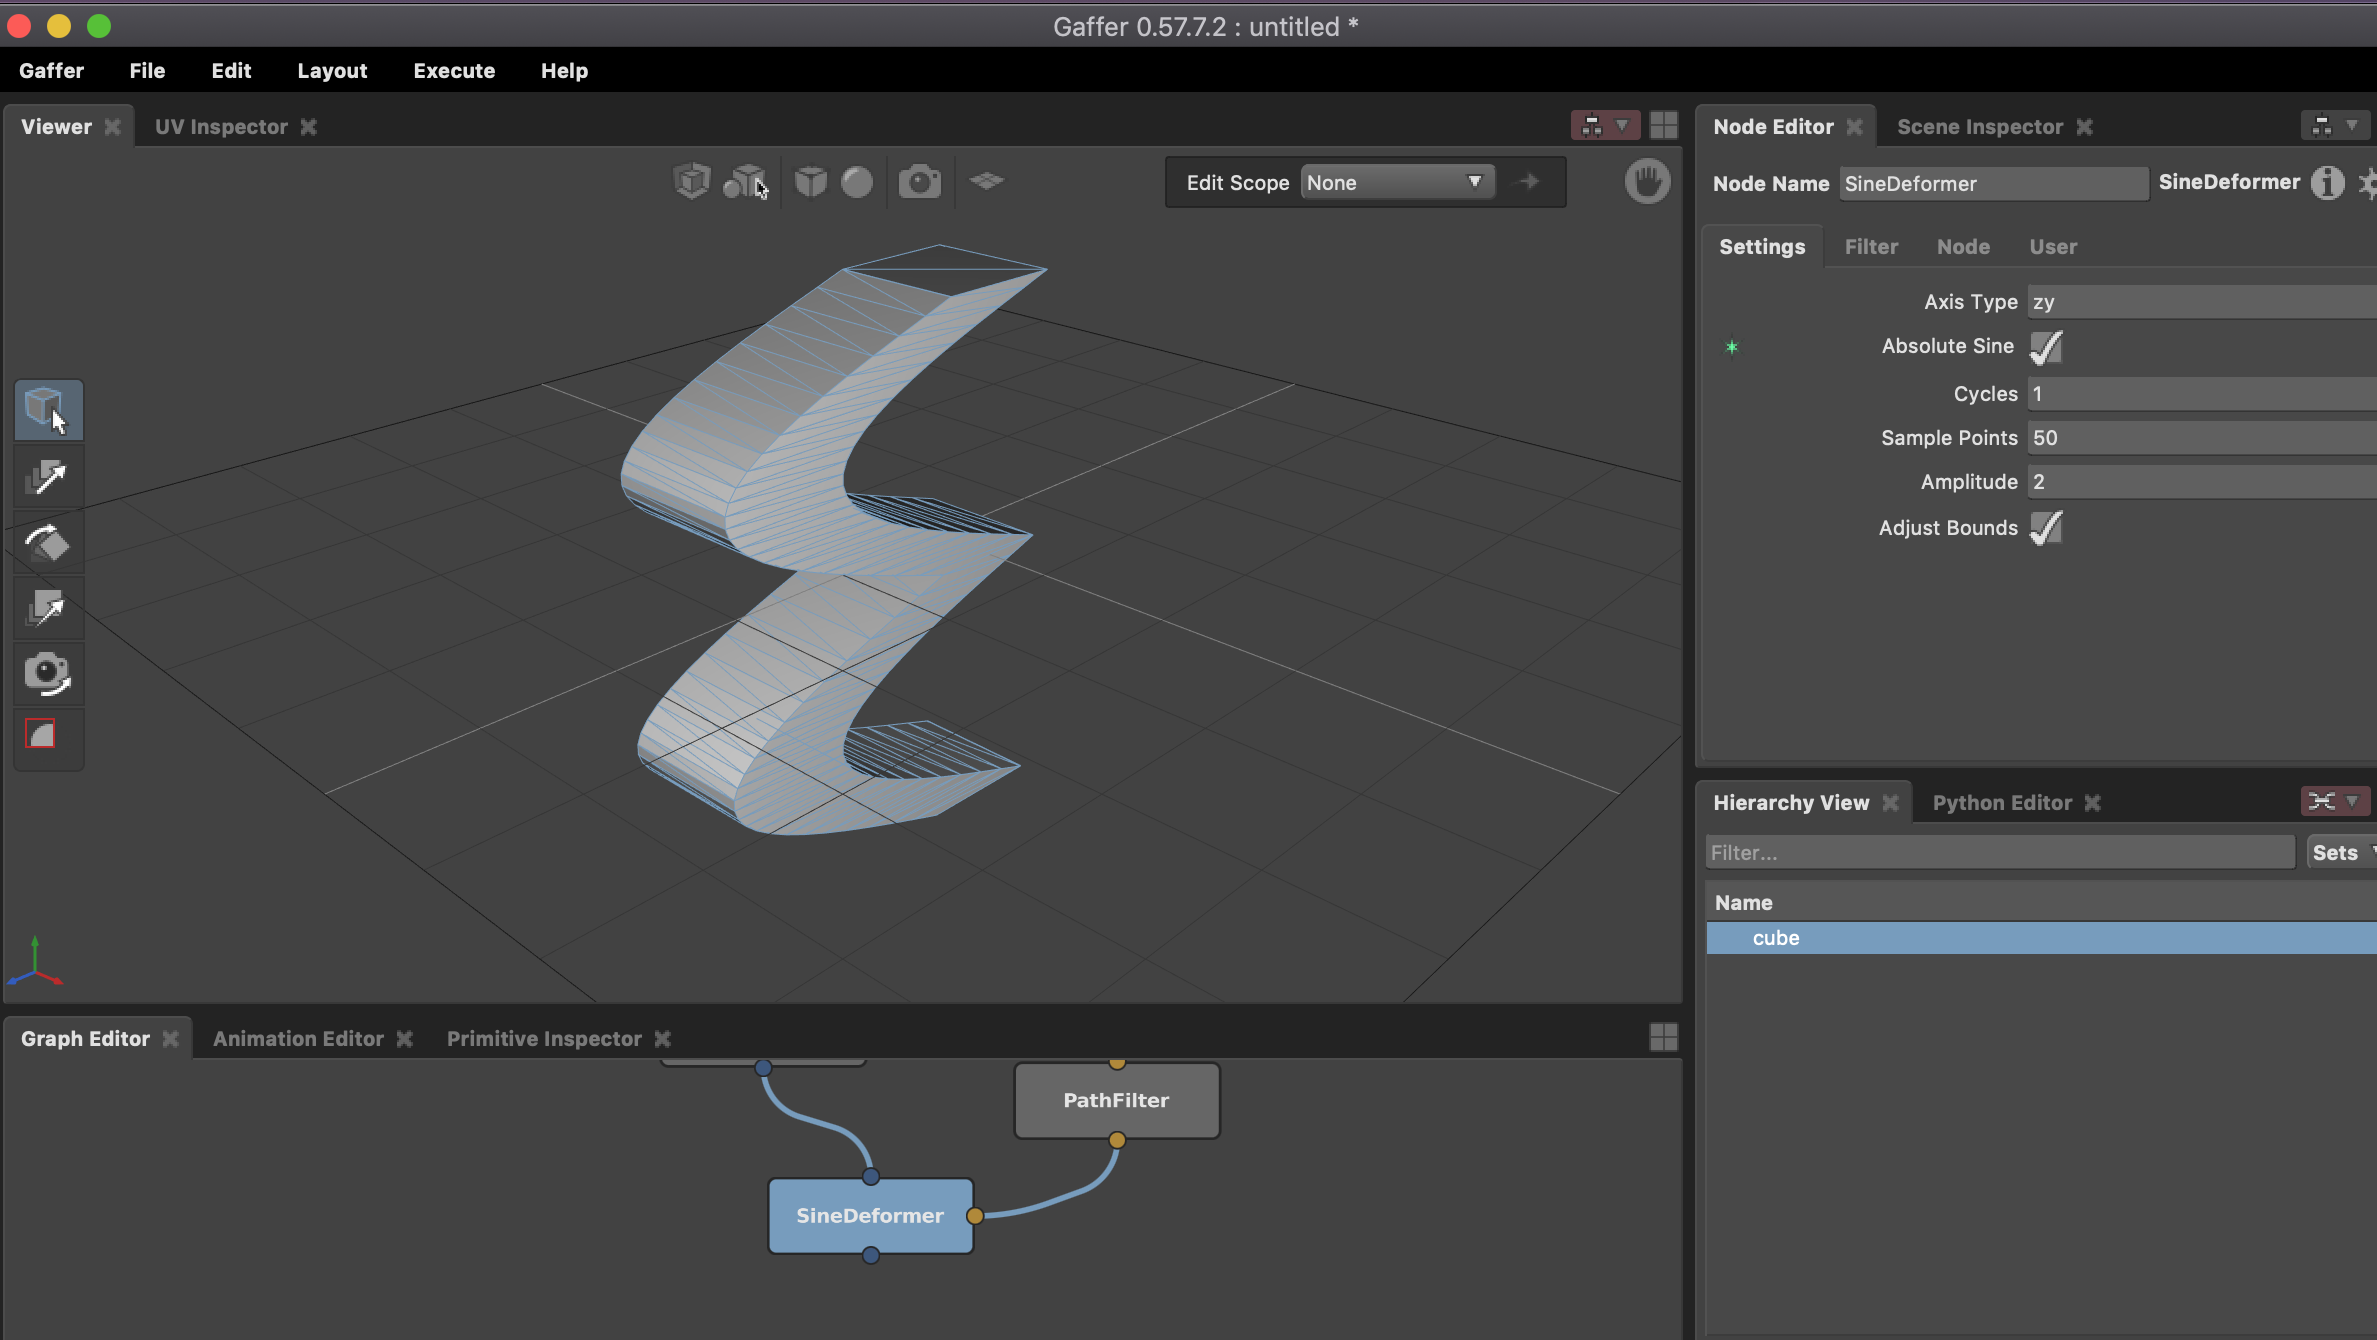 Gaffer 0.57.7.2 : untitled *
Gaffer File Edit Layout Execute Help
Viewer UV Inspector
Edit Scope None
Node Editor Scene Inspector
Node Name SineDeformer SineDeformer
Settings Filter Node User
Axis Type zy
Absolute Sine
Cycles 1
Sample Points 50
Amplitude 2
Adjust Bounds
Hierarchy View Python Editor
Filter... Sets
Name
cube
Graph Editor Animation Editor Primitive Inspector
PathFilter
SineDeformer